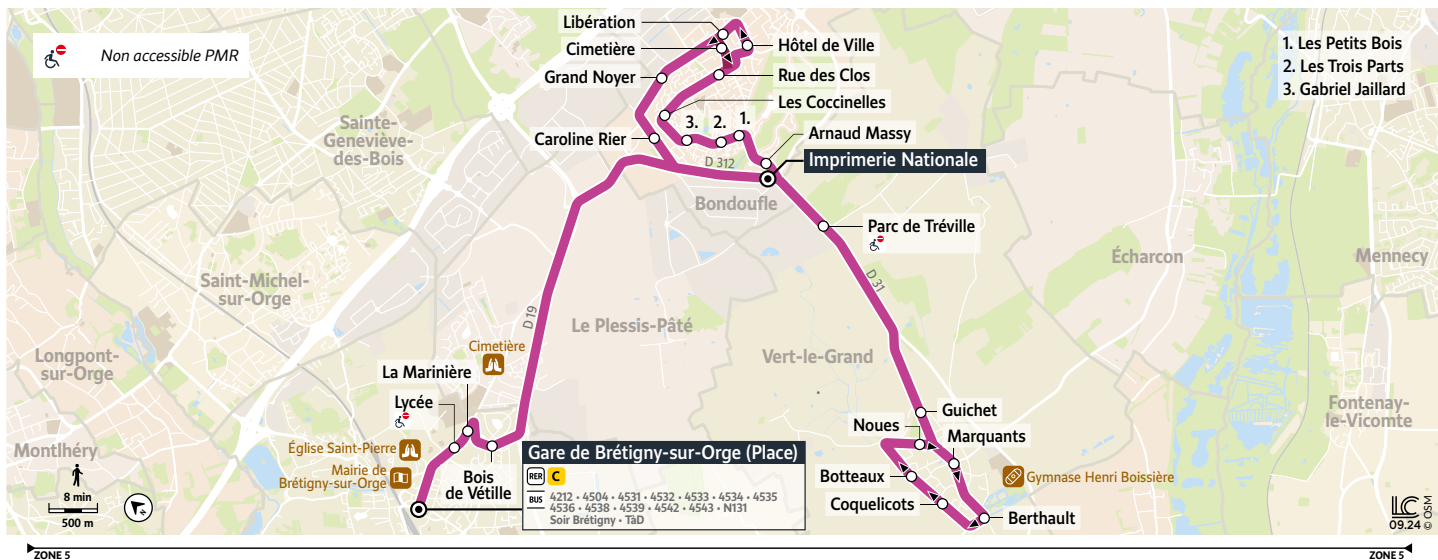 Non accessible PMR
Libération
Cimetière
Grand Noyer
Caroline Rier
Hôtel de Ville
Rue des Clos
Les Coccinelles
3.
2.
1.
Arnaud Massy
D 312
Imprimerie Nationale
Bondoufle
1. Les Petits Bois
2. Les Trois Parts
3. Gabriel Jaillard
Sainte-
Geneviève-
des-Bois
Parc de Tréville
Saint-Michel-
sur-Orge
D 31
Écharcon
Mennecy
D 19
Le Plessis-Pâté
Vert-le-Grand
Longpont-
sur-Orge
Cimetière
La Marinière
Lycée
Église Saint-Pierre
Mairie de
Brétigny-sur-Orge
Bois
de Vétille
Montlhéry
8 min
500 m
Gare de Brétigny-sur-Orge (Place)
RER C
BUS 4212 • 4504 • 4531 • 4532 • 4533 • 4534 • 4535
4536 • 4538 • 4539 • 4542 • 4543 • N131
Soir Brétigny • TàD
Guichet
Noues
Marquants
Botteaux
Coquelicots
Gymnase Henri Boissière
Berthault
Fontenay-
le-Vicomte
LC
09.24
© OSM
ZONE 5
ZONE 5